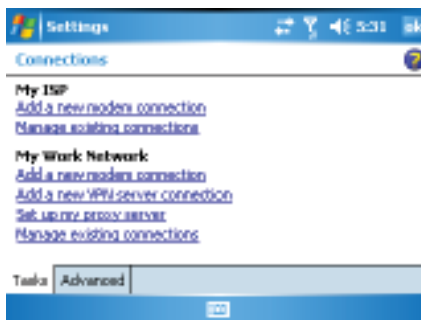 Settings 5:31 ok
Connections
My ISP
Add a new modem connection
Manage existing connections
My Work Network
Add a new modem connection
Add a new VPN server connection
Set up my proxy server
Manage existing connections
Tasks Advanced